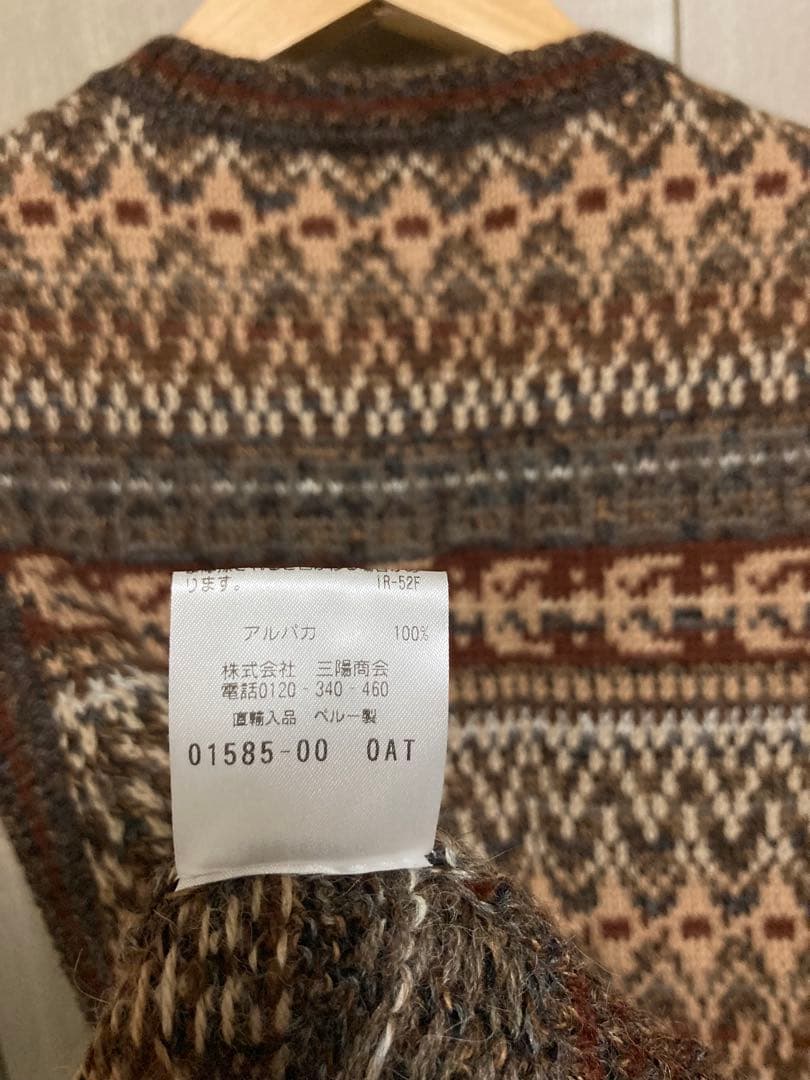 ります。 IR-52F
アルパカ 100%
株式会社 三陽商会
電話0120-340-460
直輸入品 ペルー製
01585-00 0AT